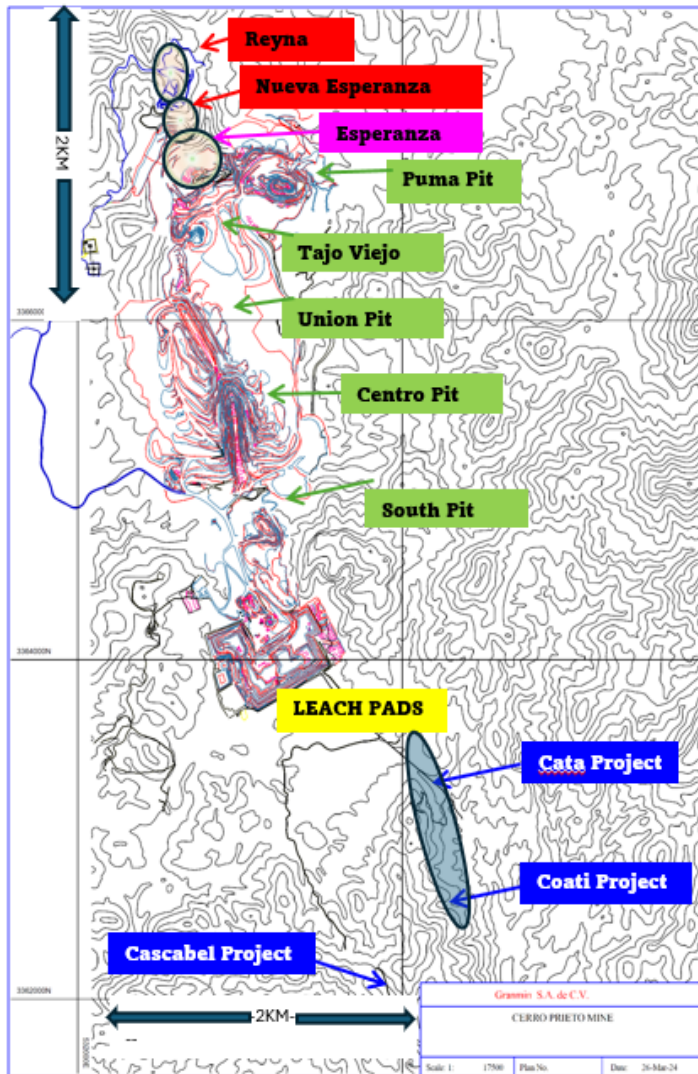 Reyna
Nueva Esperanza
Esperanza
2KM
Puma Pit
Tajo Viejo
Union Pit
3366000N
Centro Pit
South Pit
3364000N
LEACH PADS
Cata Project
Coati Project
Cascabel Project
3362000N
-2KM-
--
Granmin S.A. de C.V.
CERRO PRIETO MINE
Scale 1: 17500 Plan No. Date: 26-Mar-24